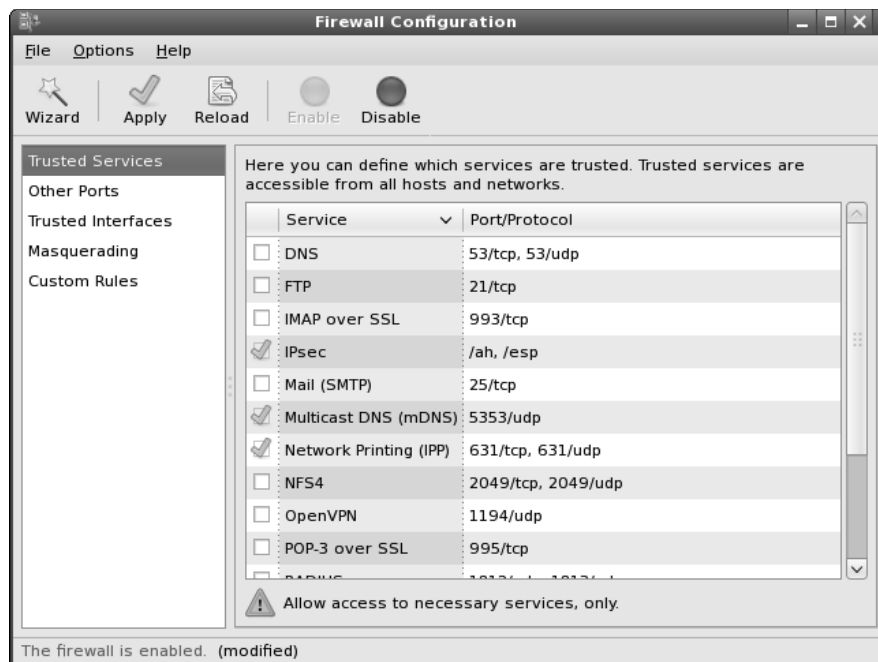 Firewall Configuration
File Options Help
Wizard Apply Reload Enable Disable
Trusted Services
Other Ports
Trusted Interfaces
Masquerading
Custom Rules
Here you can define which services are trusted. Trusted services are
accessible from all hosts and networks.
Service Port/Protocol
DNS 53/tcp, 53/udp
FTP 21/tcp
IMAP over SSL 993/tcp
IPsec /ah, /esp
Mail (SMTP) 25/tcp
Multicast DNS (mDNS) 5353/udp
Network Printing (IPP) 631/tcp, 631/udp
NFS4 2049/tcp, 2049/udp
OpenVPN 1194/udp
POP-3 over SSL 995/tcp
RADIUS
Allow access to necessary services, only.
The firewall is enabled. (modified)